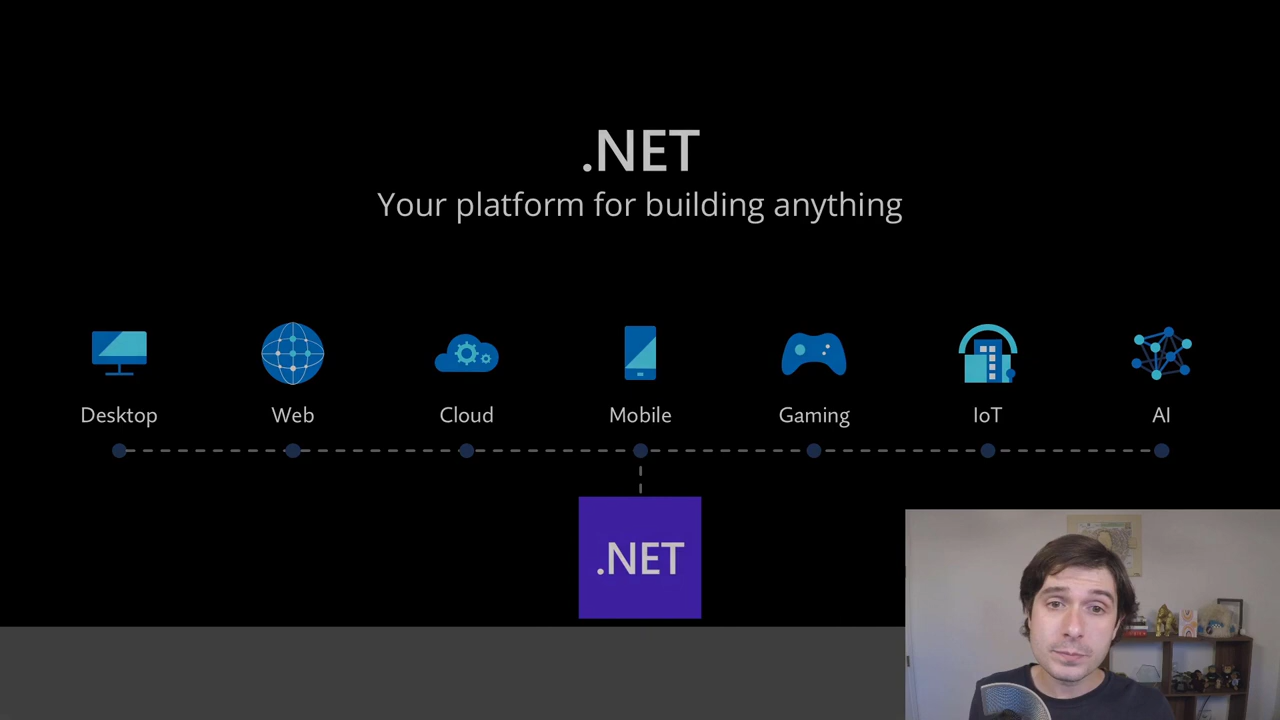 .NET
Your platform for building anything
Desktop
Web
Cloud
Mobile
Gaming
IoT
AI
.NET